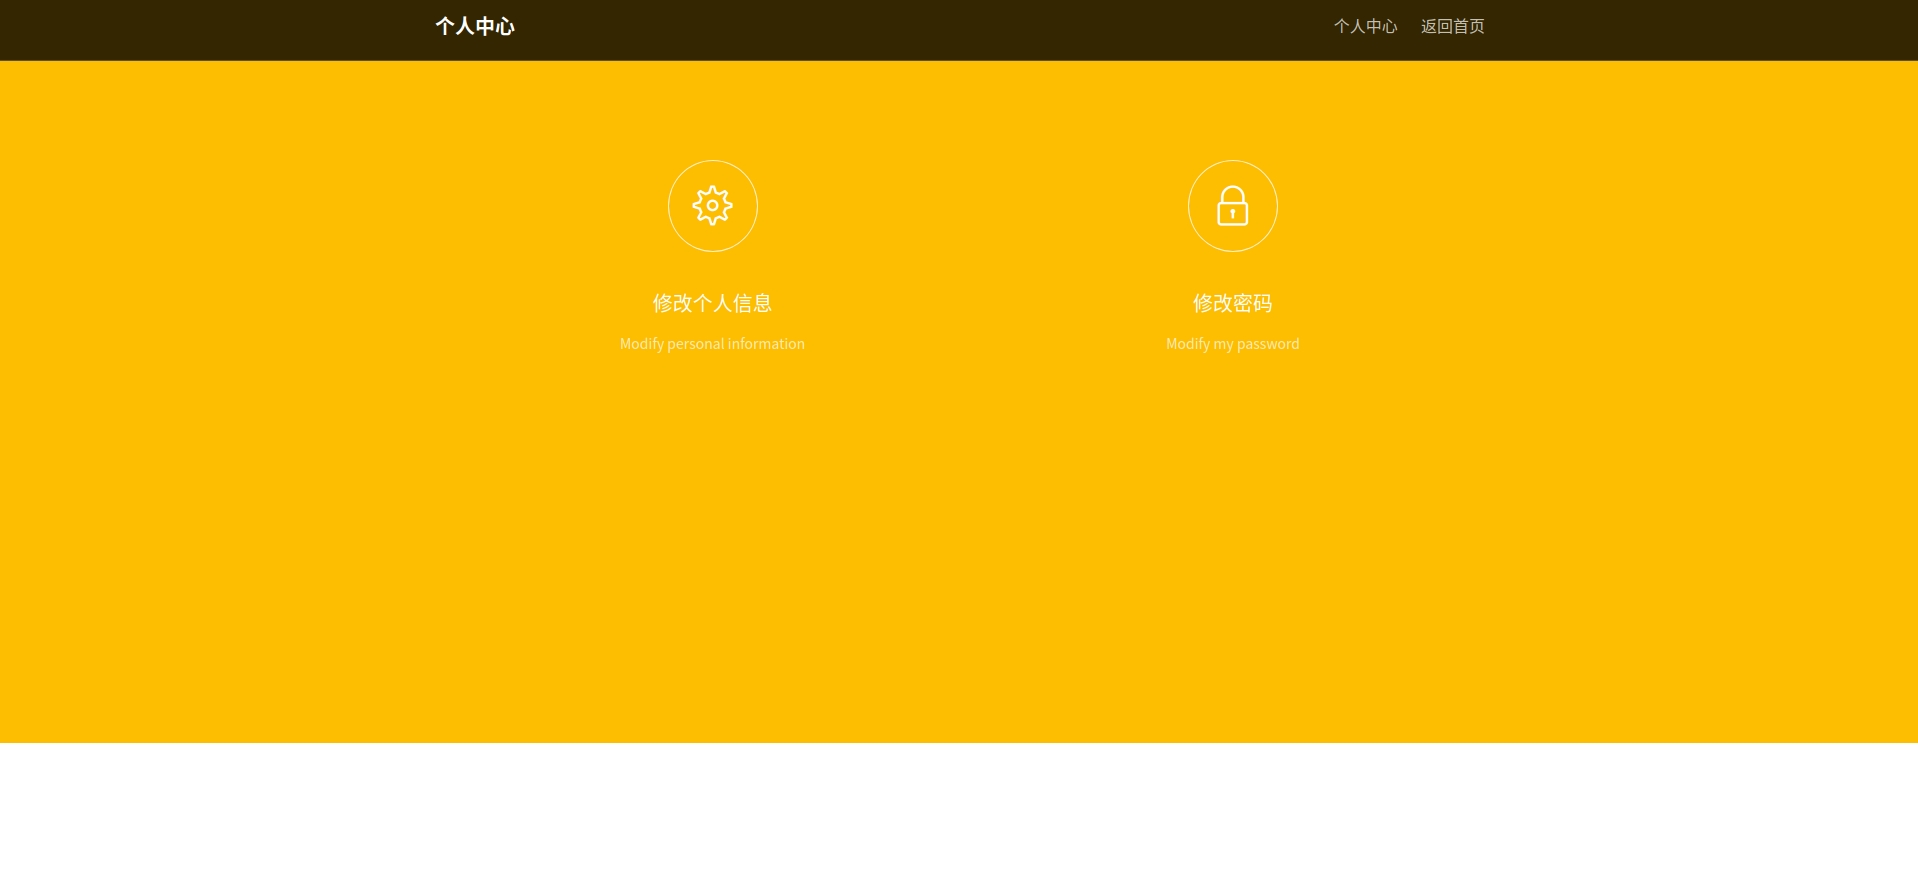 个人中心
个人中心 返回首页
修改个人信息
Modify personal information
修改密码
Modify my password